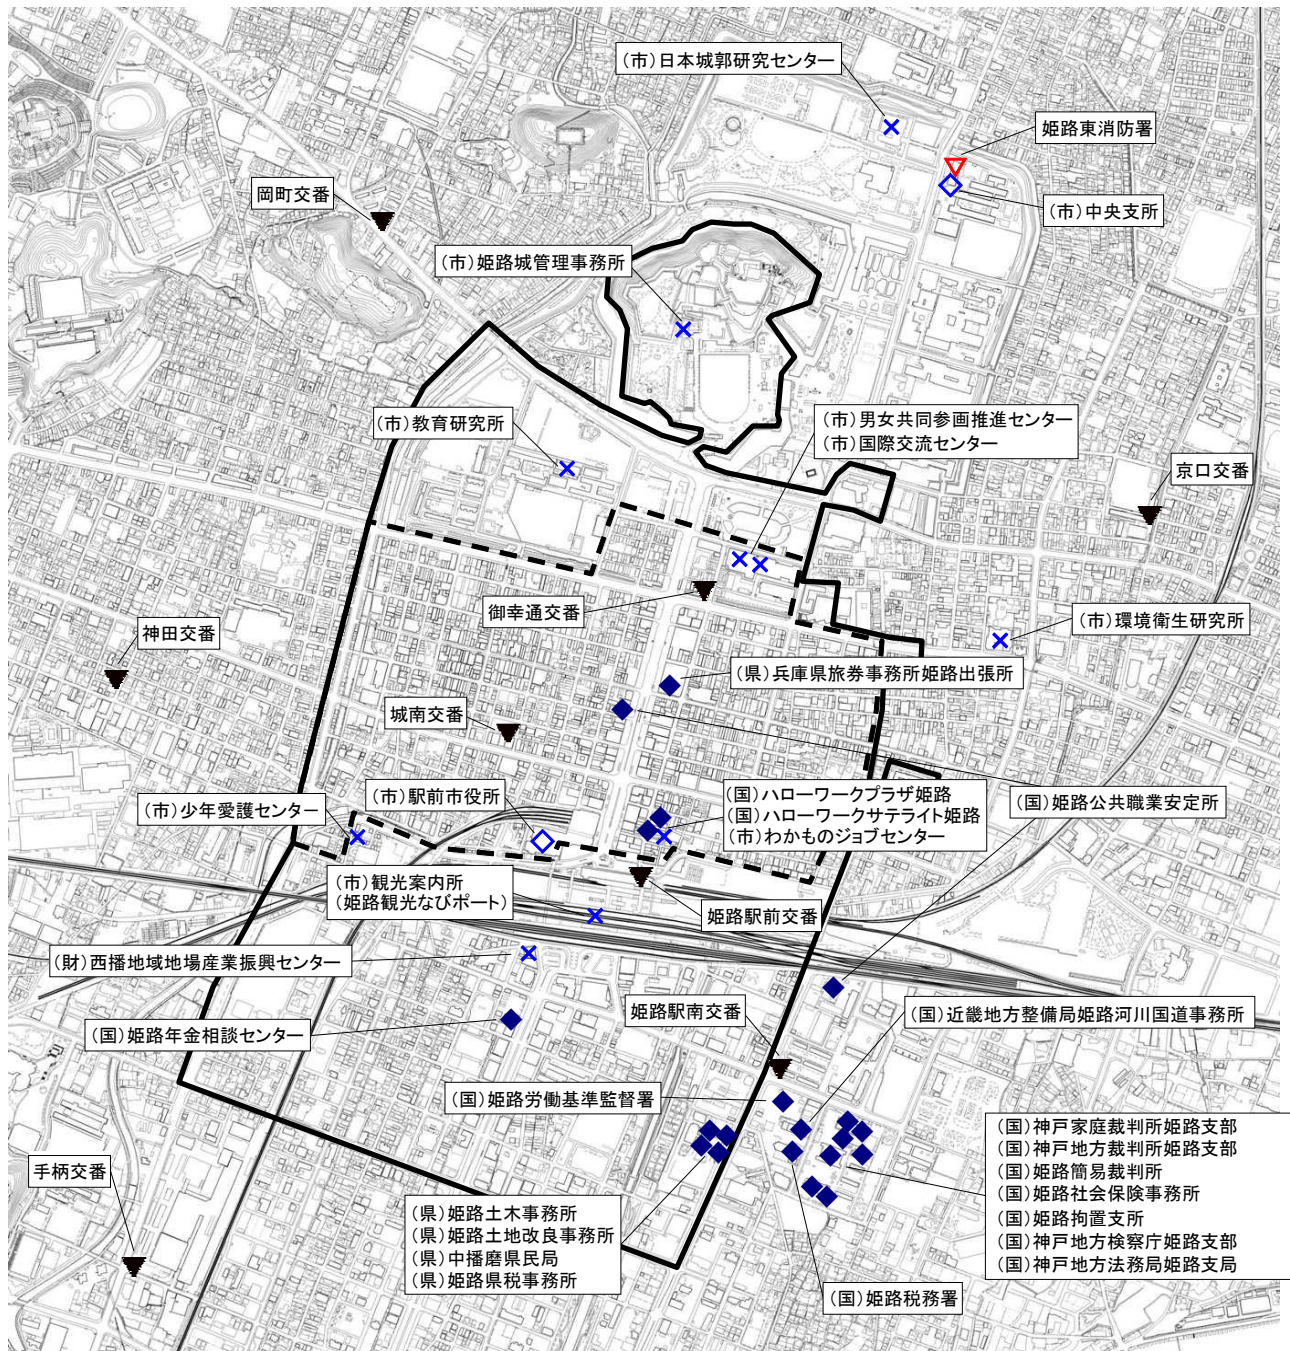 (市)日本城郭研究センター
姫路東消防署
岡町交番
(市)中央支所
(市)姫路城管理事務所
(市)男女共同参画推進センター
(市)国際交流センター
(市)教育研究所
京口交番
御幸通交番
(市)環境衛生研究所
神田交番
(県)兵庫県旅券事務所姫路出張所
城南交番
(市)駅前市役所
(国)ハローワークプラザ姫路
(国)ハローワークサテライト姫路
(市)わかものジョブセンター
(国)姫路公共職業安定所
(市)少年愛護センター
(市)観光案内所
(姫路観光なびポート)
姫路駅前交番
(財)西播地域地場産業振興センター
姫路駅南交番
(国)近畿地方整備局姫路河川国道事務所
(国)姫路年金相談センター
(国)姫路労働基準監督署
(国)神戸家庭裁判所姫路支部
(国)神戸地方裁判所姫路支部
(国)姫路簡易裁判所
(国)姫路社会保険事務所
(国)姫路拘置支所
(国)神戸地方検察庁姫路支部
(国)神戸地方法務局姫路支局
手柄交番
(県)姫路土木事務所
(県)姫路土地改良事務所
(県)中播磨県民局
(県)姫路県税事務所
(国)姫路税務署